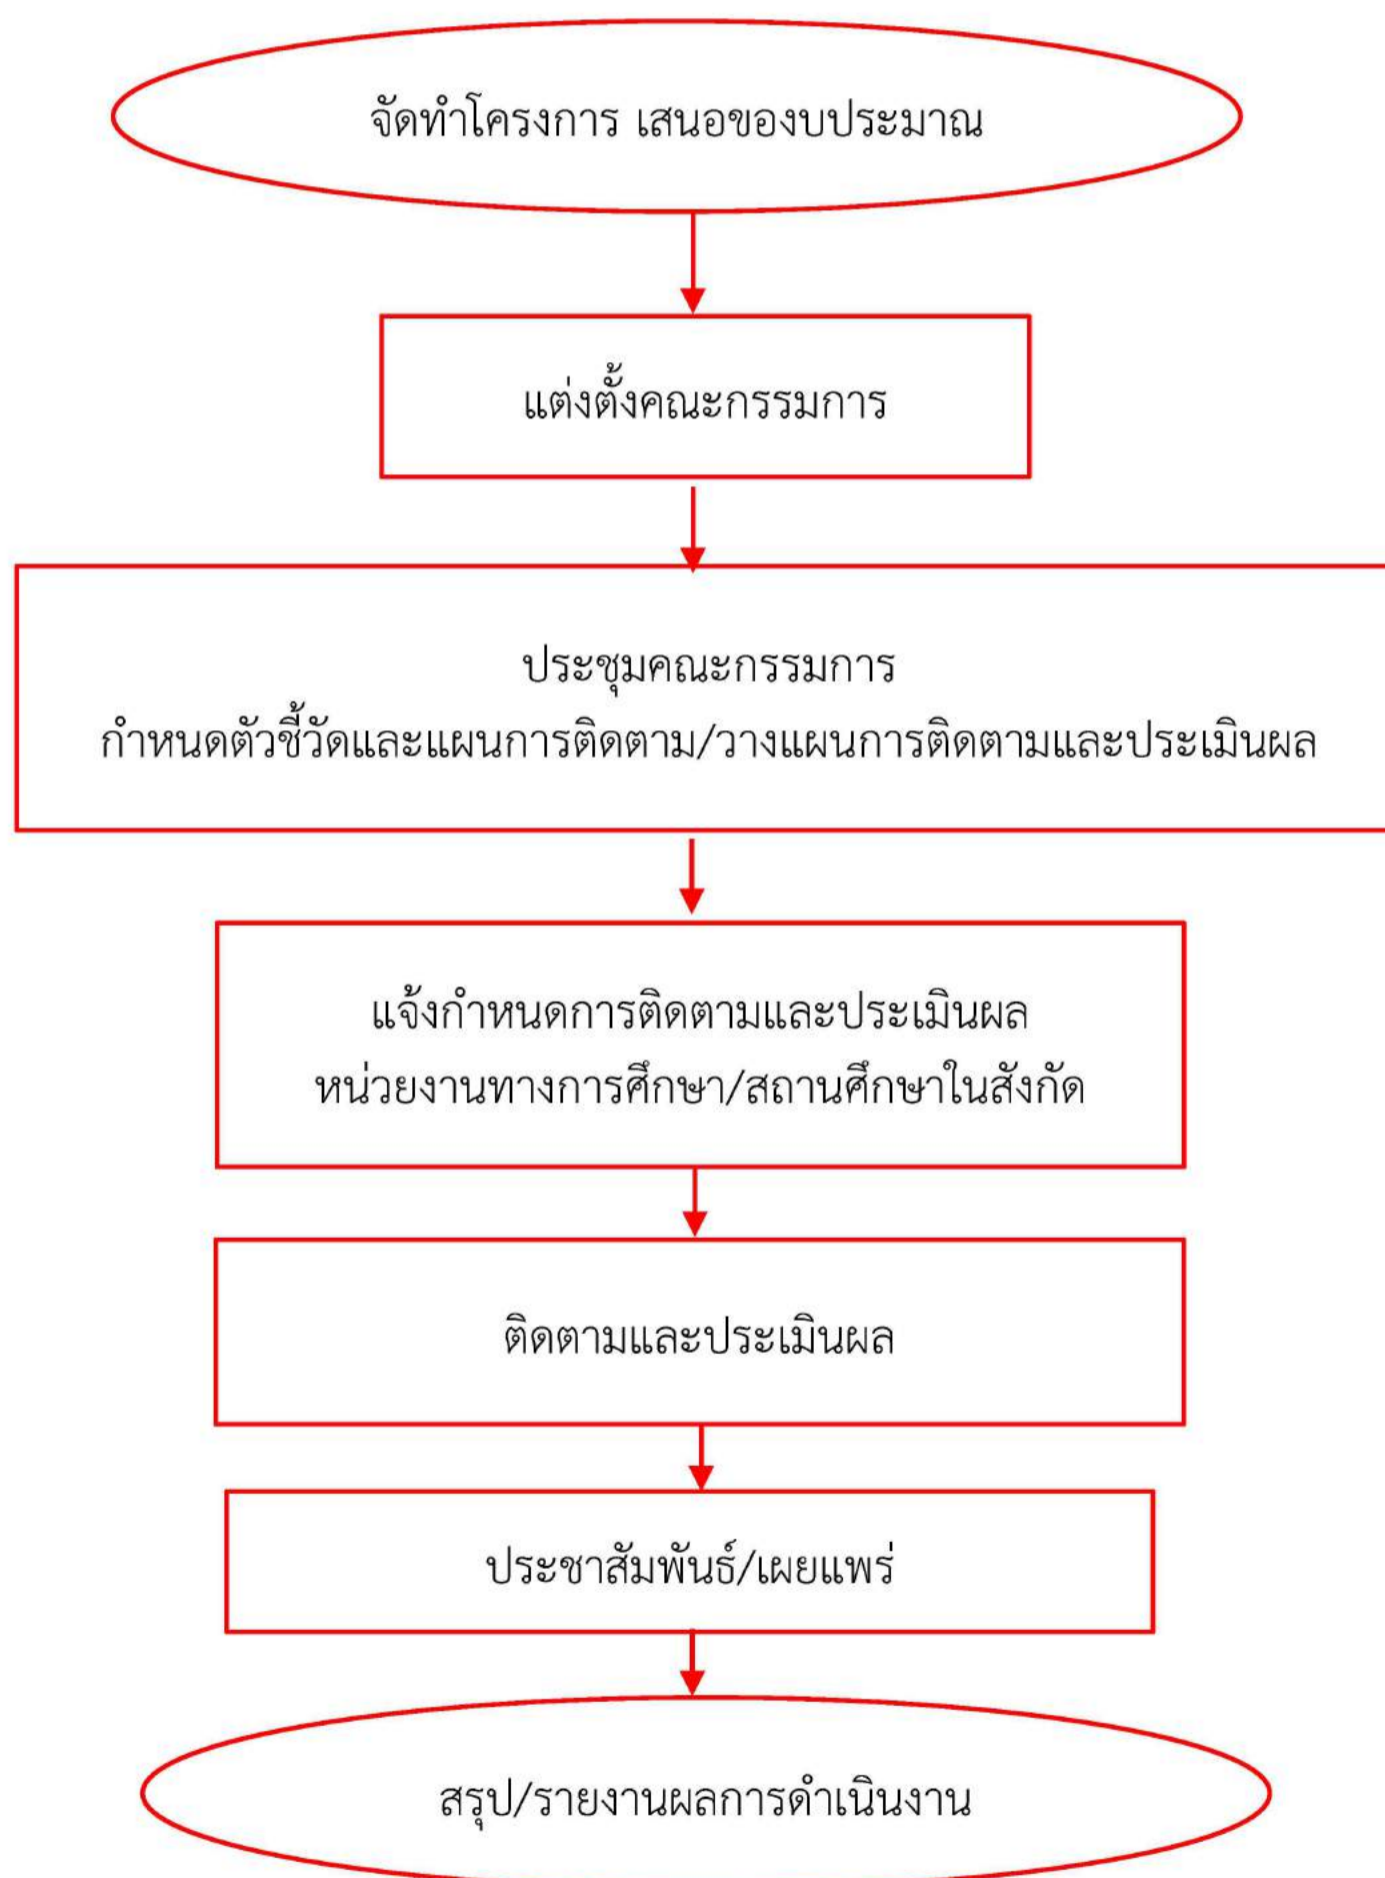 จัดทำโครงการ เสนอของบประมาณ
แต่งตั้งคณะกรรมการ
ประชุมคณะกรรมการ
กำหนดตัวชี้วัดและแผนการติดตาม/วางแผนการติดตามและประเมินผล
แจ้งกำหนดการติดตามและประเมินผล
หน่วยงานทางการศึกษา/สถานศึกษาในสังกัด
ติดตามและประเมินผล
ประชาสัมพันธ์/เผยแพร่
สรุป/รายงานผลการดำเนินงาน